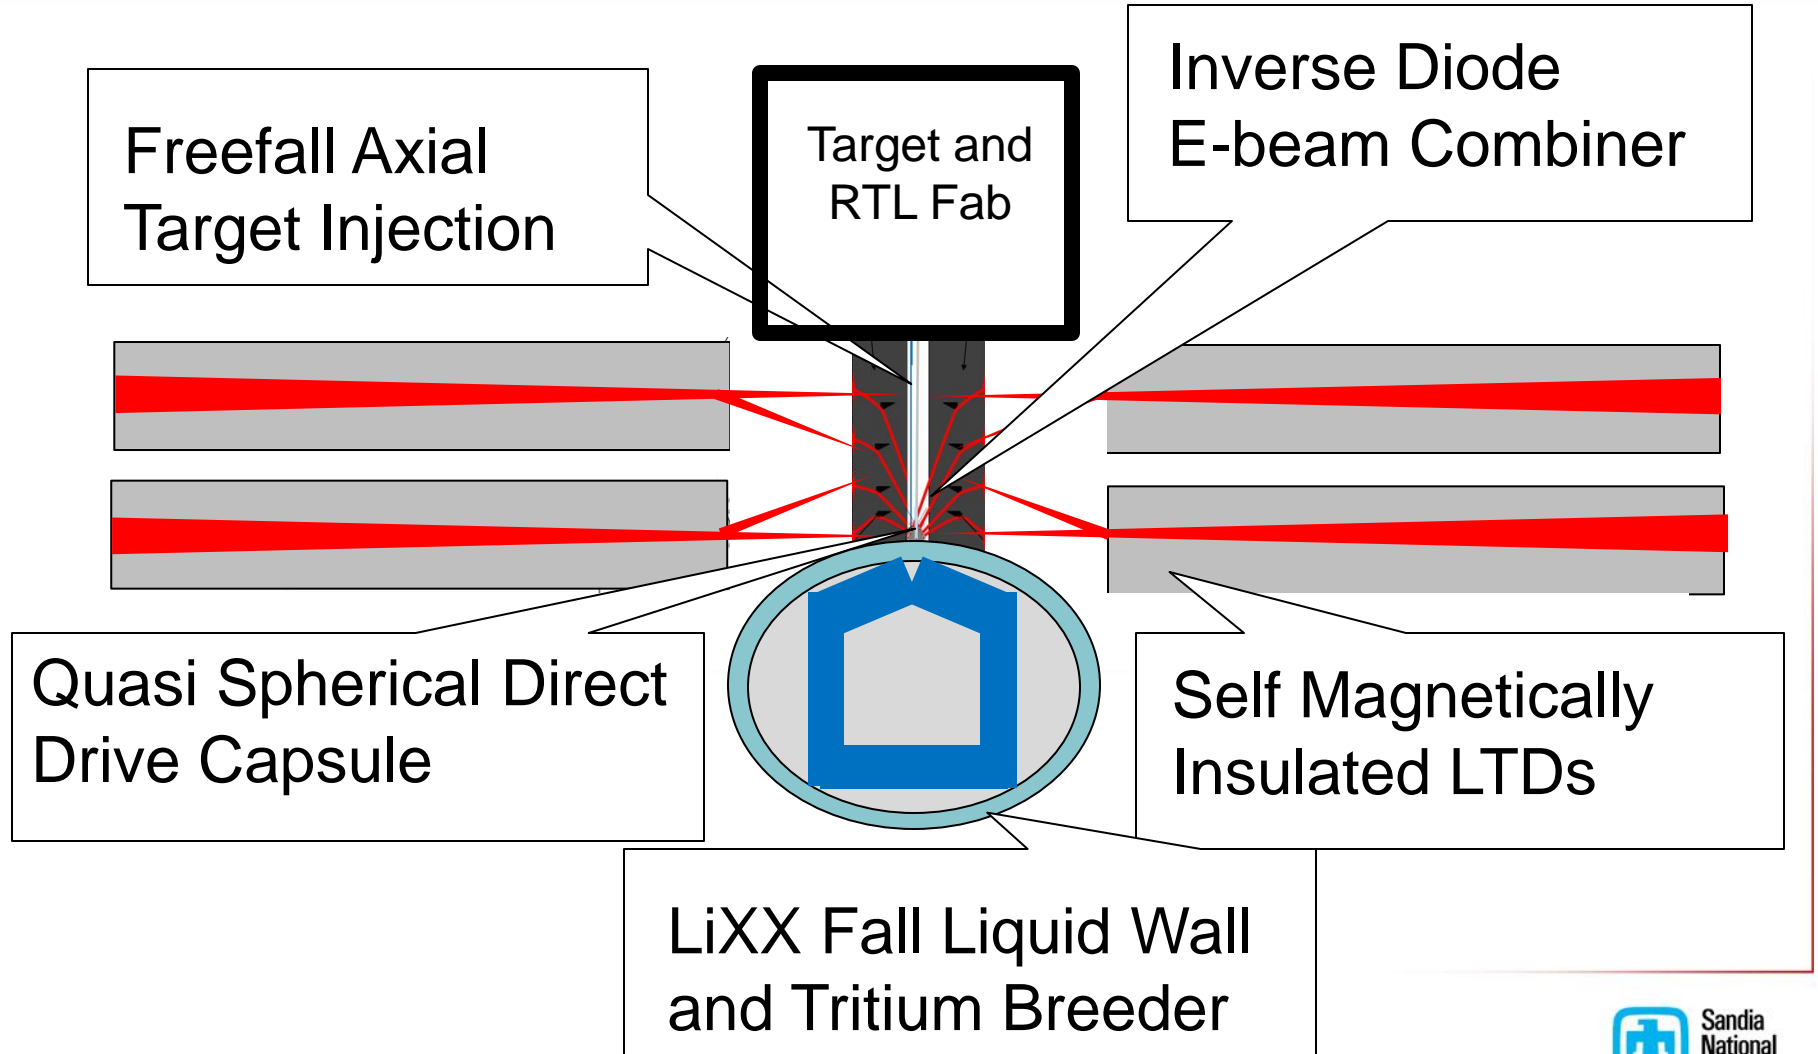 Freefall Axial
Target Injection
Target and
RTL Fab
Inverse Diode
E-beam Combiner
Quasi Spherical Direct
Drive Capsule
Self Magnetically
Insulated LTDs
LiXX Fall Liquid Wall
and Tritium Breeder
Sandia
National